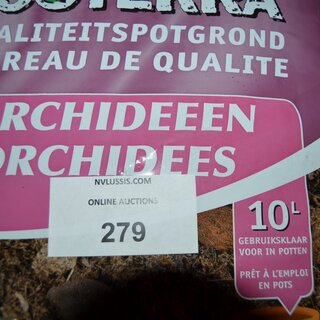 ALITEITSPOTGROND
REAU DE QUALITE
RCHIDEEEN
ORCHIDEES
NVLUSSIS.COM
ONLINE AUCTIONS
279
10L
GEBRUIKSKLAAR
VOOR IN POTTEN
PRÊT À L'EMPLOI
EN POTS